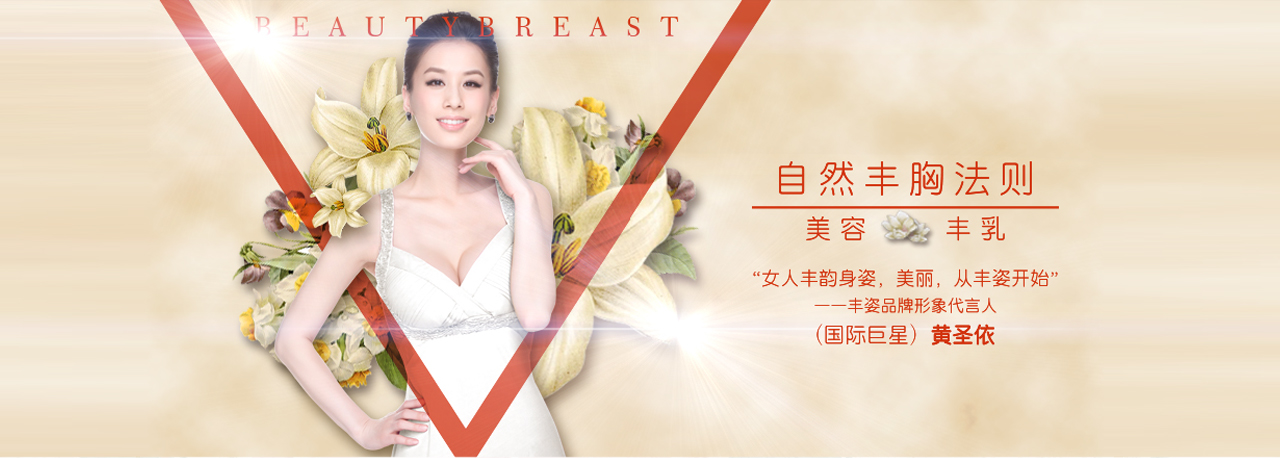 BEAUTYBREAST
自然丰胸法则
美容 丰乳
“女人丰韵身姿，美丽，从丰姿开始”
——丰姿品牌形象代言人
（国际巨星）黄圣依